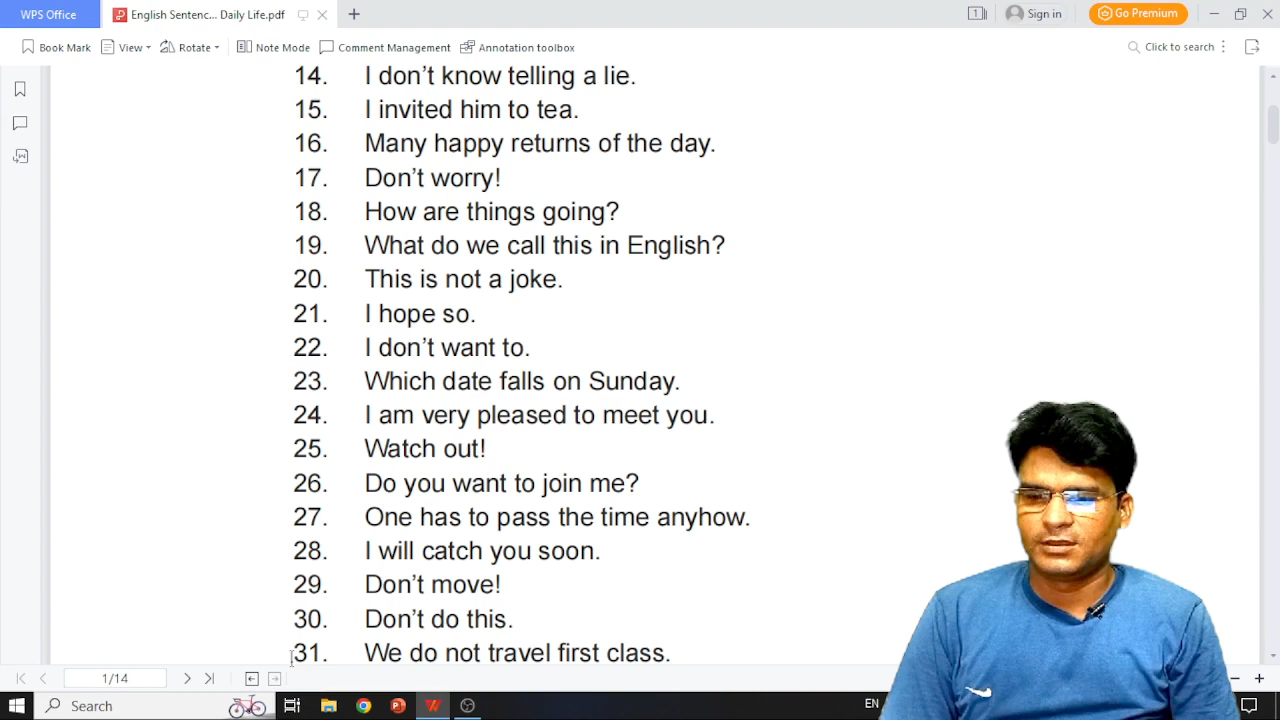 WPS Office English Sentenc... Daily Life.pdf 1 Sign in Go Premium
Book Mark View Rotate Note Mode Comment Management Annotation toolbox Click to search
14. I don’t know telling a lie.
15. I invited him to tea.
16. Many happy returns of the day.
17. Don’t worry!
18. How are things going?
19. What do we call this in English?
20. This is not a joke.
21. I hope so.
22. I don’t want to.
23. Which date falls on Sunday.
24. I am very pleased to meet you.
25. Watch out!
26. Do you want to join me?
27. One has to pass the time anyhow.
28. I will catch you soon.
29. Don’t move!
30. Don’t do this.
31. We do not travel first class.
1/14
Search EN